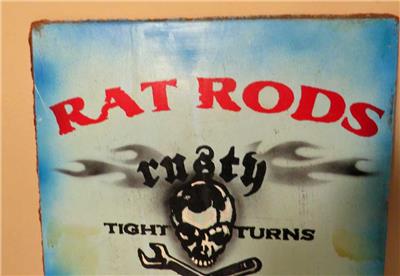 RAT RODS
rusty
TIGHT TURNS